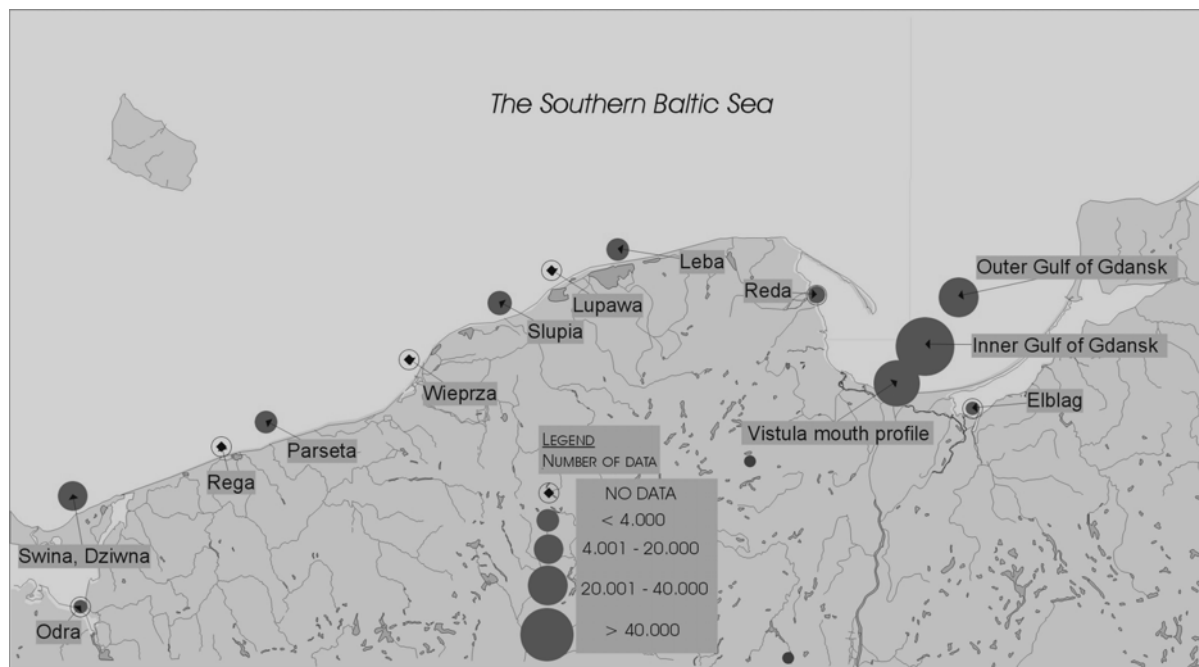 The Southern Baltic Sea
Leba
Outer Gulf of Gdansk
Reda
Lupawa
Slupia
Inner Gulf of Gdansk
Wieprza
Elblag
Vistula mouth profile
Parseta
Rega
Swina, Dziwna
Odra
LEGEND
NUMBER OF DATA
NO DATA
< 4.000
4.001 - 20.000
20.001 - 40.000
> 40.000